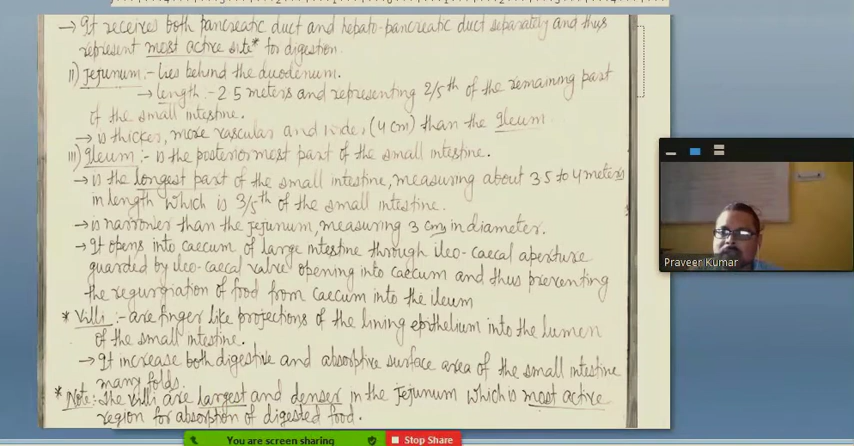 → It receives both pancreatic duct and hepato-pancreatic duct separately and thus
represent most active site* for digestion.
ii) Jejunum:- lies behind the duodenum.
→ length - 2.5 meters and representing 2/5th of the remaining part
of the small intestine.
→ is thicker, more vascular and wider (4 cm) than the Ileum
iii) Ileum:- is the posteriormost part of the small intestine.
→ is the longest part of the small intestine, measuring about 3.5 to 4 meters
in length which is 3/5th of the small intestine.
→ is narrower than the Jejunum, measuring 3 cm in diameter.
→ It opens into caecum of large intestine through ileo-caecal aperture
guarded by ileo-caecal valve opening into caecum and thus preventing
the regurgiation of food from caecum into the ileum
* Villi:- are finger like projections of the lining epithelium into the lumen
of the small intestine.
→ It increase both digestive and absorptive surface area of the small intestine
many folds.
* Note: The villi are largest and denser in the Jejunum which is most active
region for absorption of digested food.
Praveer Kumar
You are screen sharing
Stop Share